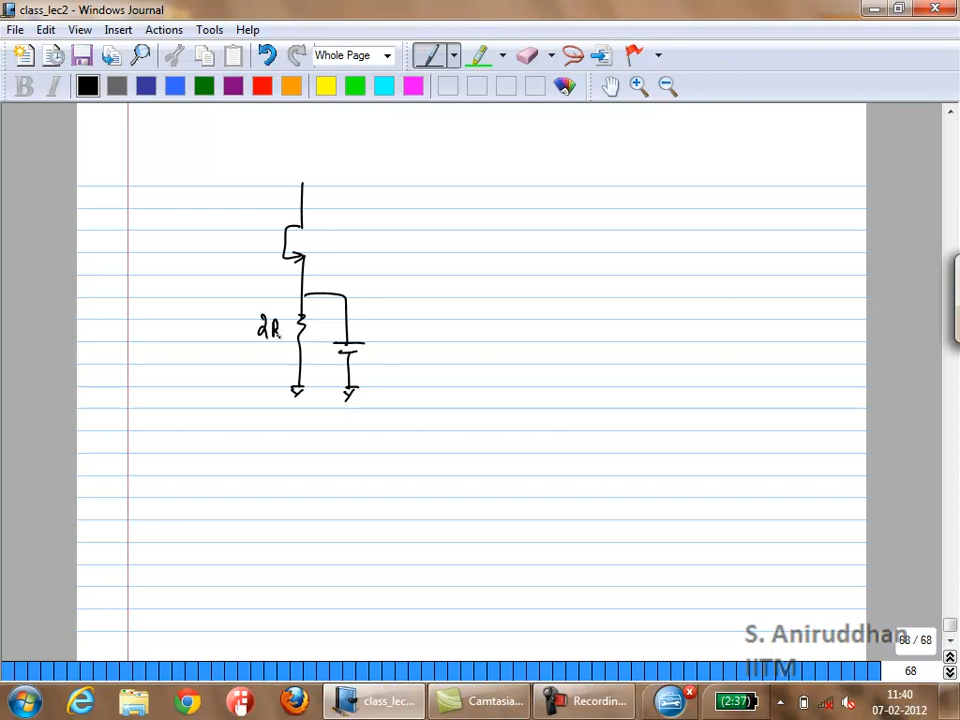 class_lec2 - Windows Journal
File Edit View Insert Actions Tools Help
Whole Page
B I
2R
S. Aniruddhan
IITM
68 / 68
68
class_lec...
Camtasia...
Recordin...
(2:37)
11:40
07-02-2012